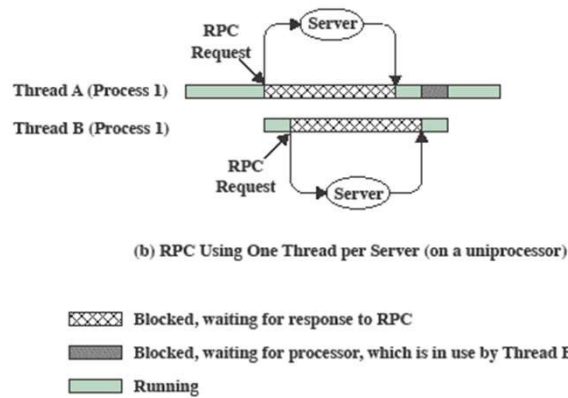 Server
RPC
Request
Thread A (Process 1)
Thread B (Process 1)
RPC
Request
Server
(b) RPC Using One Thread per Server (on a uniprocessor)
Blocked, waiting for response to RPC
Blocked, waiting for processor, which is in use by Thread B
Running